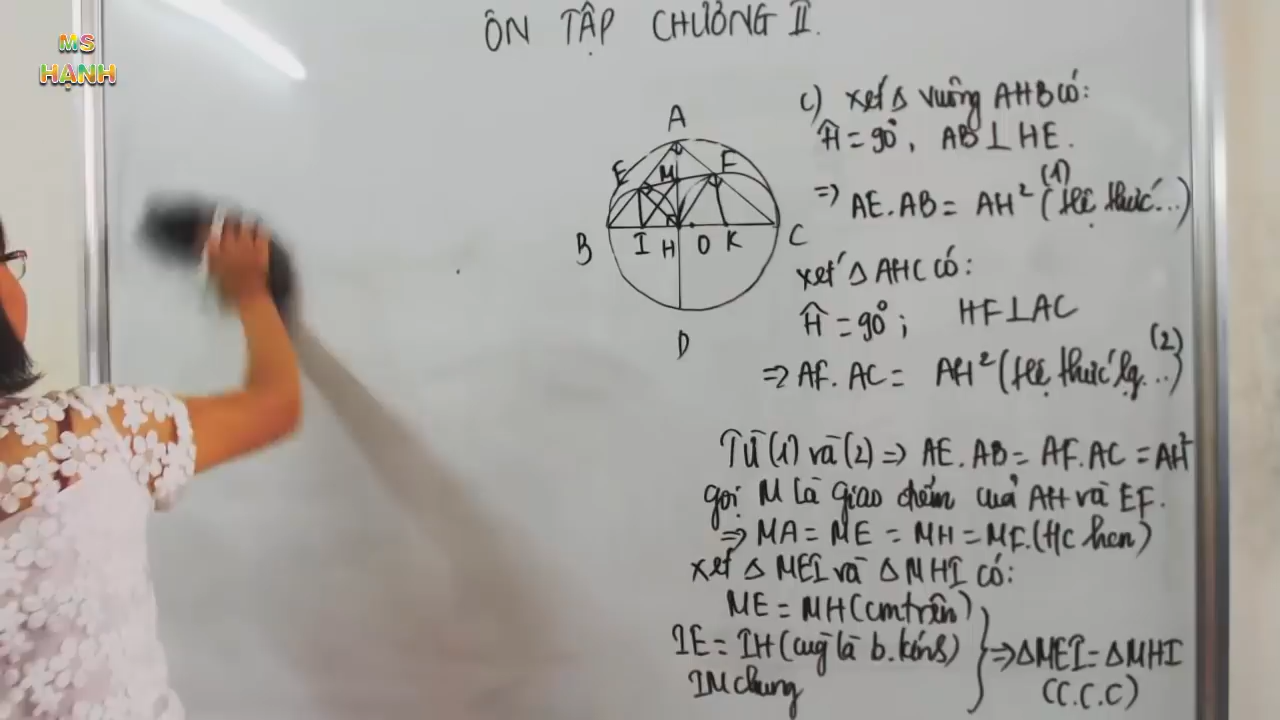 MS
HẠNH
ÔN TẬP CHƯƠNG II.
A
E
M
F
B
I
H
O
K
C
D
c) xét Δ vuông AHB có:
Ĥ = 90°, AB ⊥ HE.
=> AE.AB = AH² (Hệ thức...) (1)
xét Δ AHC có:
Ĥ = 90°; HF ⊥ AC
=> AF.AC = AH² (Hệ thức lg...) (2)
Từ (1) và (2) => AE.AB = AF.AC = AH²
gọi M là giao điểm của AH và EF.
=> MA = ME = MH = MF. (Hc hcn)
xét Δ MEI và Δ MHI có:
ME = MH (cm trên)
IE = IH (cùg là b.kính)
IM chung
=> ΔMEI = ΔMHI
(C.C.C)